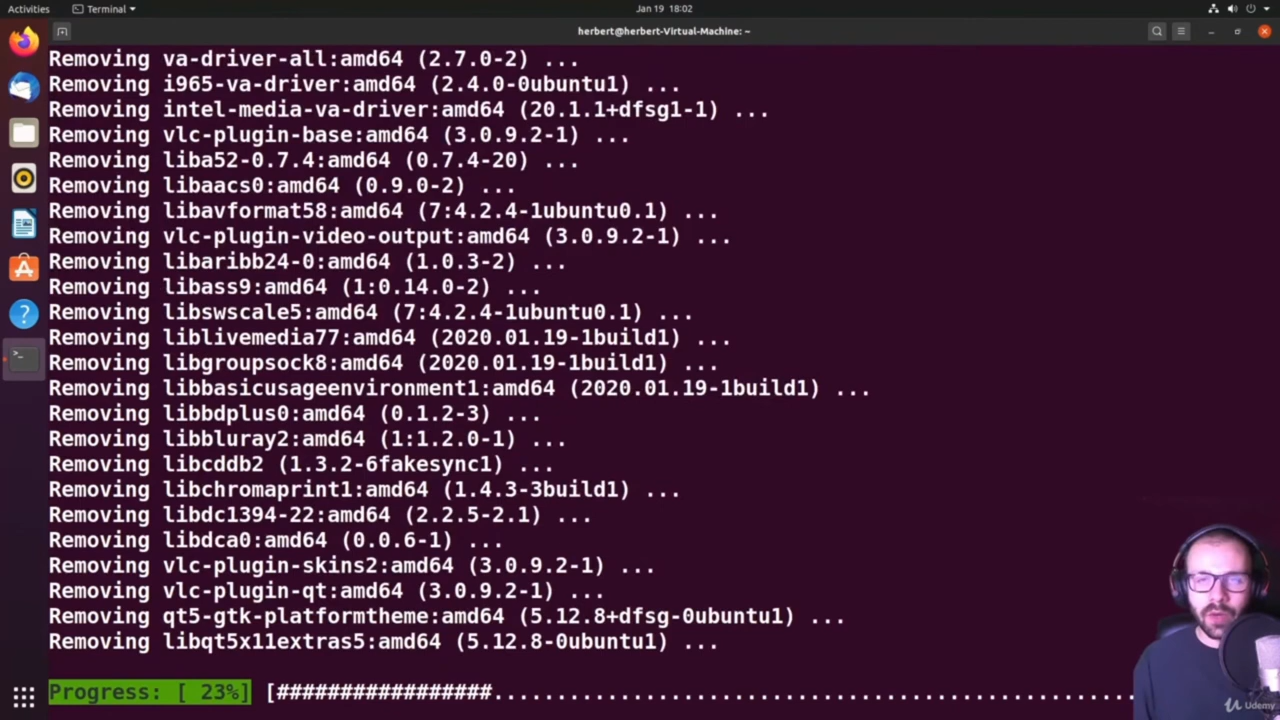 Activities
Terminal
Jan 19 18:02
herbert@herbert-Virtual-Machine: ~
Removing va-driver-all:amd64 (2.7.0-2) ...
Removing i965-va-driver:amd64 (2.4.0-0ubuntu1) ...
Removing intel-media-va-driver:amd64 (20.1.1+dfsg1-1) ...
Removing vlc-plugin-base:amd64 (3.0.9.2-1) ...
Removing liba52-0.7.4:amd64 (0.7.4-20) ...
Removing libaacs0:amd64 (0.9.0-2) ...
Removing libavformat58:amd64 (7:4.2.4-1ubuntu0.1) ...
Removing vlc-plugin-video-output:amd64 (3.0.9.2-1) ...
Removing libaribb24-0:amd64 (1.0.3-2) ...
Removing libass9:amd64 (1:0.14.0-2) ...
Removing libswscale5:amd64 (7:4.2.4-1ubuntu0.1) ...
Removing liblivemedia77:amd64 (2020.01.19-1build1) ...
Removing libgroupsock8:amd64 (2020.01.19-1build1) ...
Removing libbasicusageenvironment1:amd64 (2020.01.19-1build1) ...
Removing libbdplus0:amd64 (0.1.2-3) ...
Removing libbluray2:amd64 (1:1.2.0-1) ...
Removing libcddb2 (1.3.2-6fakesync1) ...
Removing libchromaprint1:amd64 (1.4.3-3build1) ...
Removing libdc1394-22:amd64 (2.2.5-2.1) ...
Removing libdca0:amd64 (0.0.6-1) ...
Removing vlc-plugin-skins2:amd64 (3.0.9.2-1) ...
Removing vlc-plugin-qt:amd64 (3.0.9.2-1) ...
Removing qt5-gtk-platformtheme:amd64 (5.12.8+dfsg-0ubuntu1) ...
Removing libqt5x11extras5:amd64 (5.12.8-0ubuntu1) ...
Progress: [ 23%] [#################...................................................
Udemy